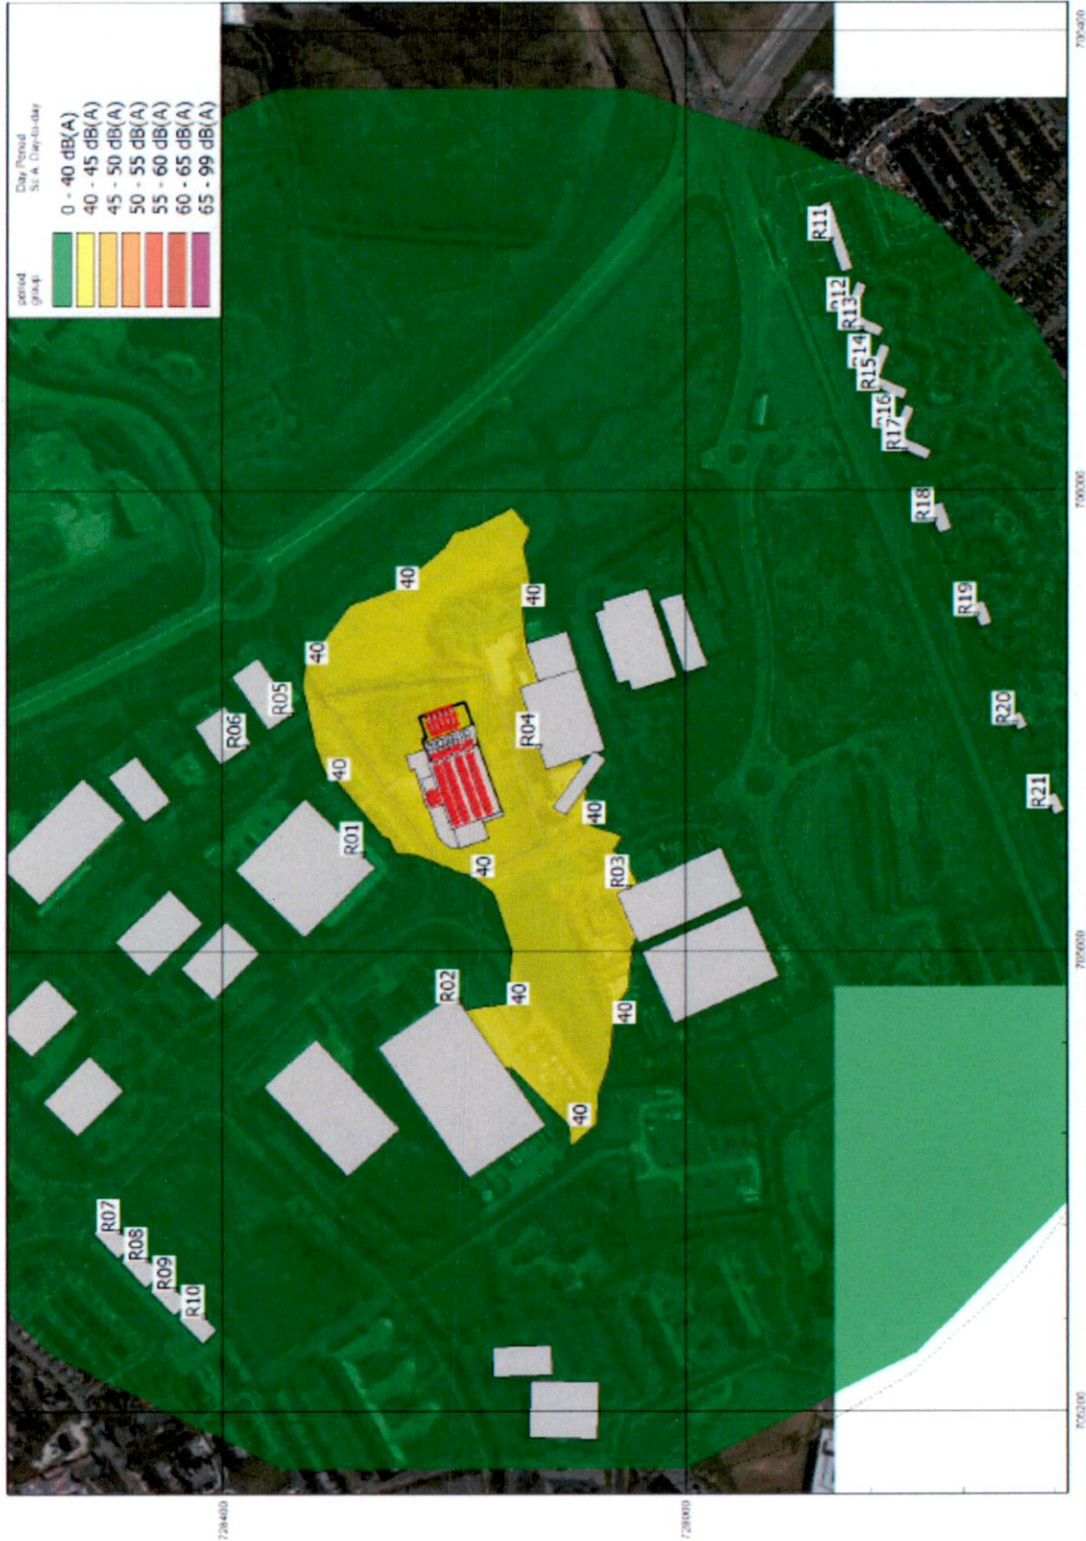 period
group
Day Period
Sc A. Day-to-day
0 - 40 dB(A)
40 - 45 dB(A)
45 - 50 dB(A)
50 - 55 dB(A)
55 - 60 dB(A)
60 - 65 dB(A)
65 - 99 dB(A)
R11
R12
R13
R14
R15
R16
R17
R18
R19
R20
R21
40
40
40
40
40
40
40
40
40
R05
R06
R04
R01
R03
R02
R07
R08
R09
R10
728400
728000